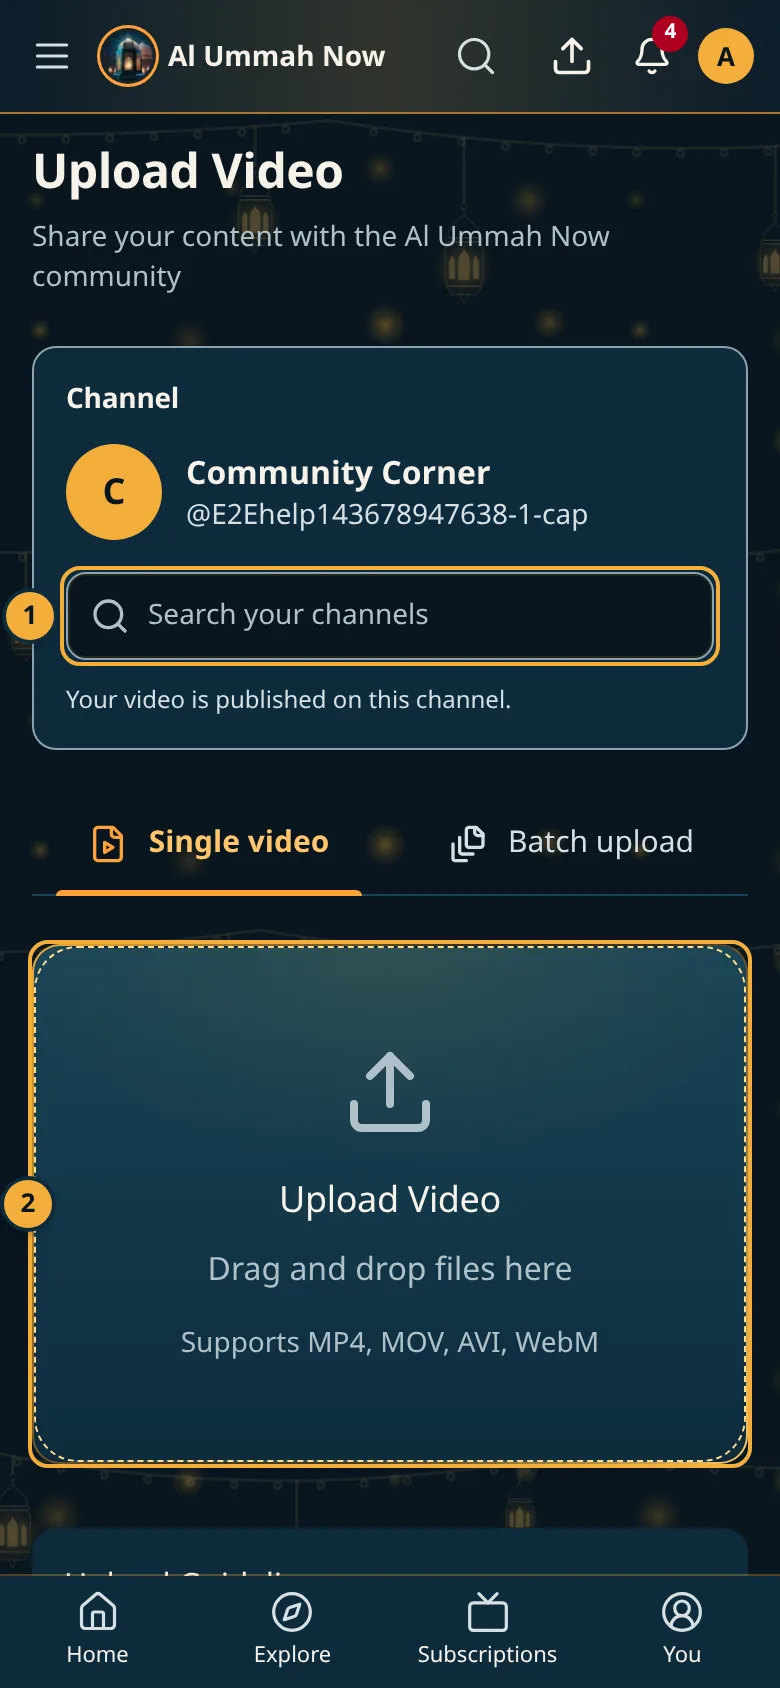 Al Ummah Now
4
A
Upload Video
Share your content with the Al Ummah Now
community
Channel
C
Community Corner
@E2Ehelp143678947638-1-cap
1
Search your channels
Your video is published on this channel.
Single video
Batch upload
2
Upload Video
Drag and drop files here
Supports MP4, MOV, AVI, WebM
Home
Explore
Subscriptions
You